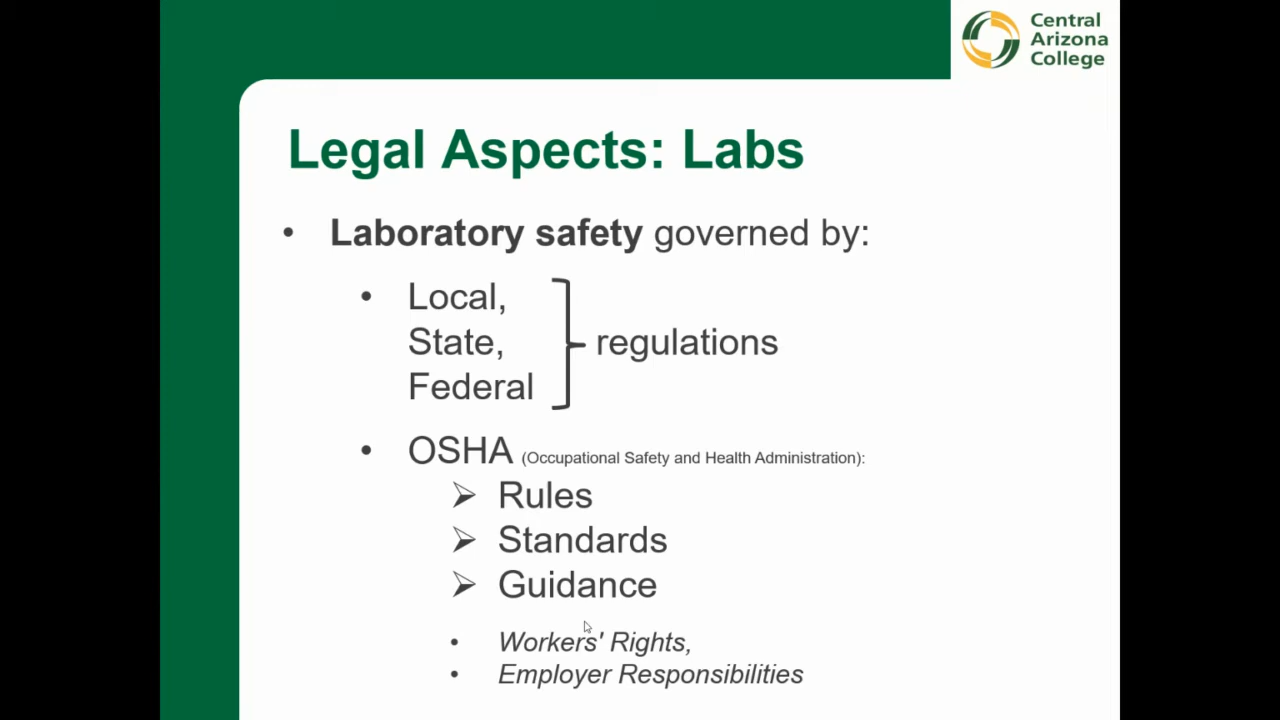 Central
Arizona
College
Legal Aspects: Labs
• Laboratory safety governed by:
• Local,
State,
Federal
regulations
• OSHA (Occupational Safety and Health Administration):
➢ Rules
➢ Standards
➢ Guidance
• Workers' Rights,
• Employer Responsibilities